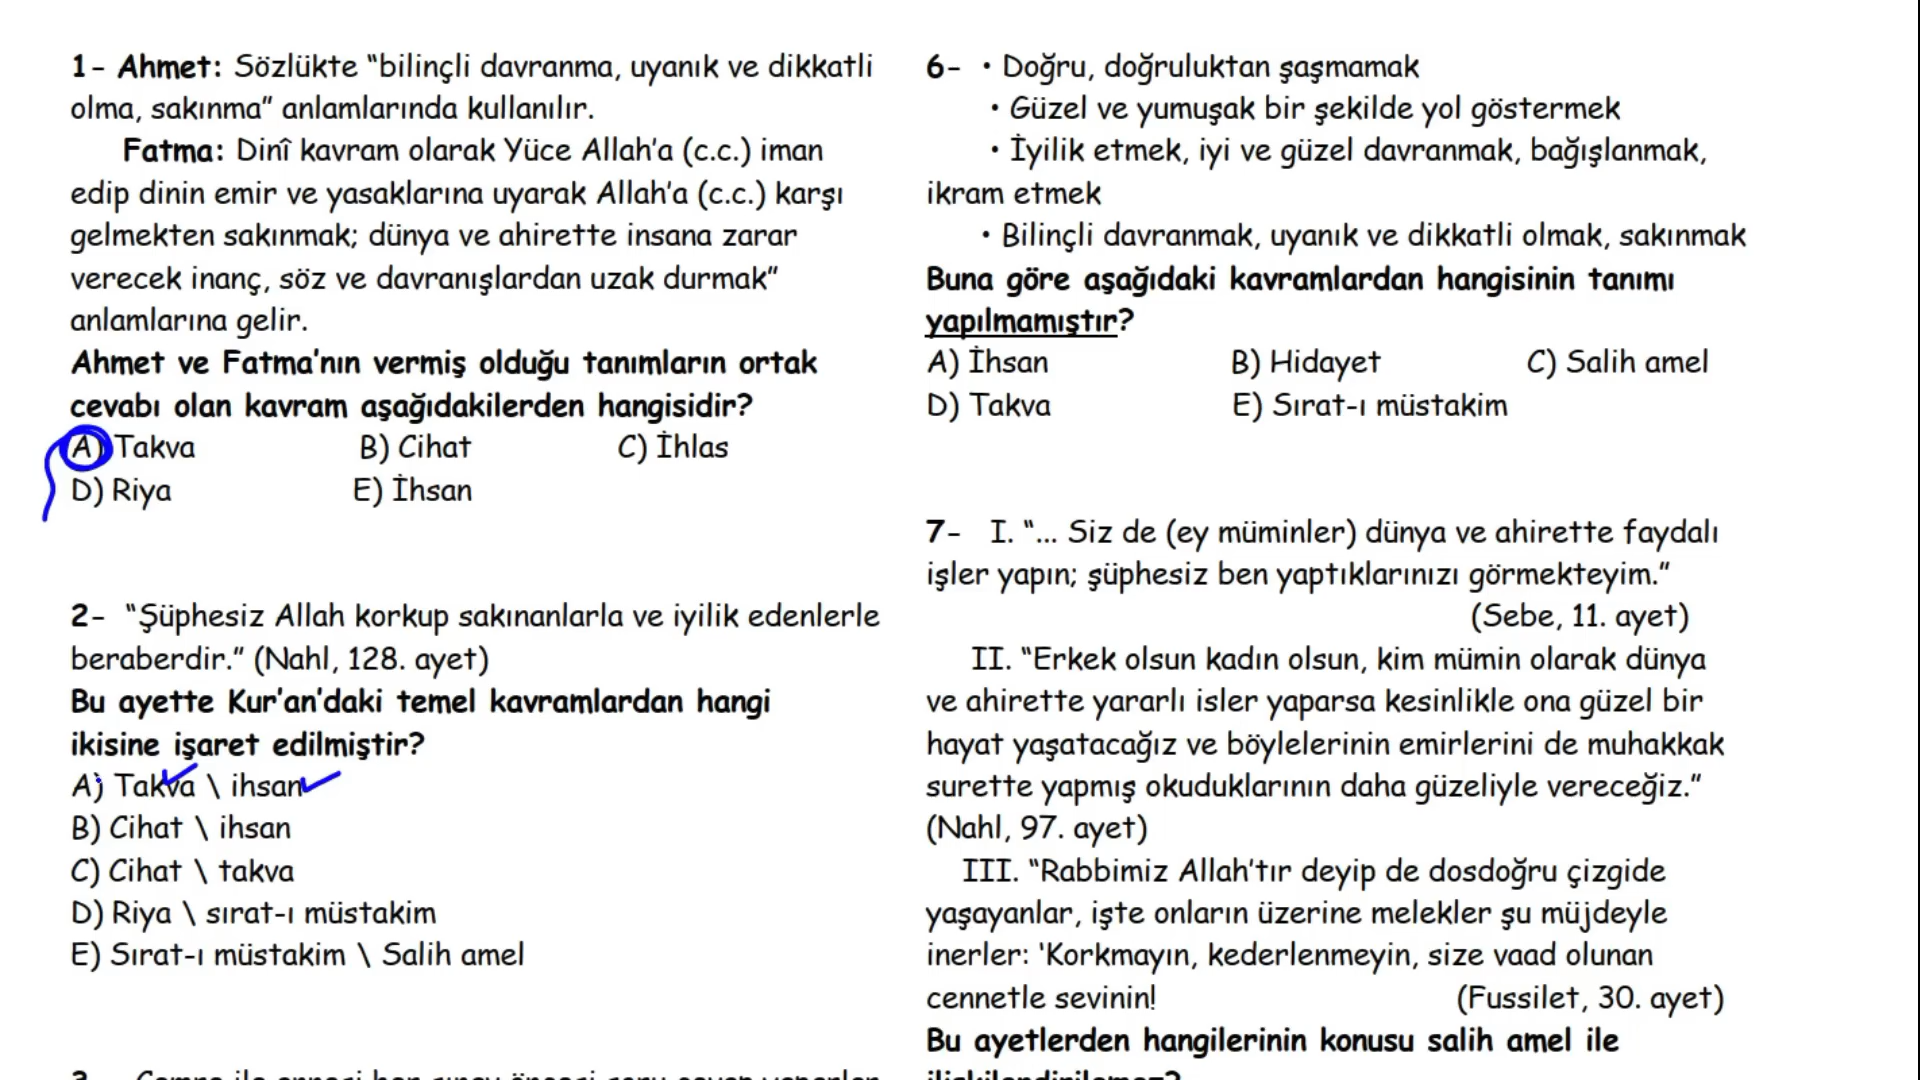 1- Ahmet: Sözlükte “bilinçli davranma, uyanık ve dikkatli
olma, sakınma” anlamlarında kullanılır.
Fatma: Dinî kavram olarak Yüce Allah’a (c.c.) iman
edip dinin emir ve yasaklarına uyarak Allah’a (c.c.) karşı
gelmekten sakınmak; dünya ve ahirette insana zarar
verecek inanç, söz ve davranışlardan uzak durmak”
anlamlarına gelir.
Ahmet ve Fatma’nın vermiş olduğu tanımların ortak
cevabı olan kavram aşağıdakilerden hangisidir?
A) Takva B) Cihat C) İhlas
D) Riya E) İhsan
2- “Şüphesiz Allah korkup sakınanlarla ve iyilik edenlerle
beraberdir.” (Nahl, 128. ayet)
Bu ayette Kur’an’daki temel kavramlardan hangi
ikisine işaret edilmiştir?
A) Takva \ ihsan
B) Cihat \ ihsan
C) Cihat \ takva
D) Riya \ sırat-ı müstakim
E) Sırat-ı müstakim \ Salih amel
6- • Doğru, doğruluktan şaşmamak
• Güzel ve yumuşak bir şekilde yol göstermek
• İyilik etmek, iyi ve güzel davranmak, bağışlanmak,
ikram etmek
• Bilinçli davranmak, uyanık ve dikkatli olmak, sakınmak
Buna göre aşağıdaki kavramlardan hangisinin tanımı
yapılmamıştır?
A) İhsan B) Hidayet C) Salih amel
D) Takva E) Sırat-ı müstakim
7- I. “... Siz de (ey müminler) dünya ve ahirette faydalı
işler yapın; şüphesiz ben yaptıklarınızı görmekteyim.”
(Sebe, 11. ayet)
II. “Erkek olsun kadın olsun, kim mümin olarak dünya
ve ahirette yararlı isler yaparsa kesinlikle ona güzel bir
hayat yaşatacağız ve böylelerinin emirlerini de muhakkak
surette yapmış okuduklarının daha güzeliyle vereceğiz.”
(Nahl, 97. ayet)
III. “Rabbimiz Allah’tır deyip de dosdoğru çizgide
yaşayanlar, işte onların üzerine melekler şu müjdeyle
inerler: ‘Korkmayın, kederlenmeyin, size vaad olunan
cennetle sevinin! (Fussilet, 30. ayet)
Bu ayetlerden hangilerinin konusu salih amel ile